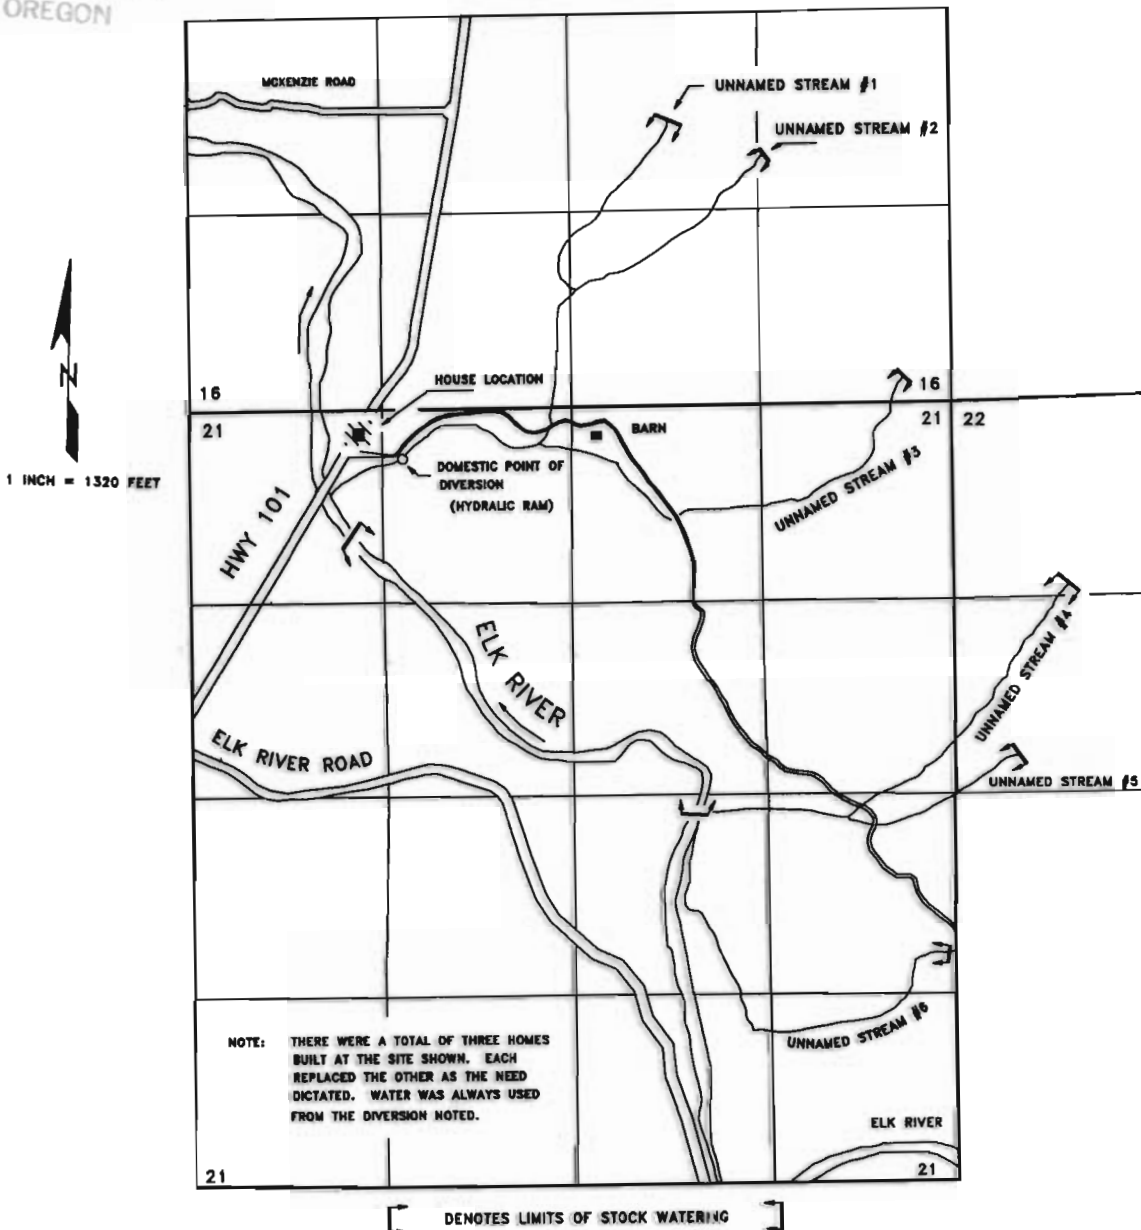 OREGON
MCKENZIE ROAD
UNNAMED STREAM #1
UNNAMED STREAM #2
N
1 INCH = 1320 FEET
16
21
HOUSE LOCATION
16
21
22
BARN
DOMESTIC POINT OF
DIVERSION
(HYDRALIC RAM)
UNNAMED STREAM #3
HWY 101
ELK RIVER
UNNAMED STREAM #4
ELK RIVER ROAD
UNNAMED STREAM #5
UNNAMED STREAM #6
NOTE: THERE WERE A TOTAL OF THREE HOMES
BUILT AT THE SITE SHOWN. EACH
REPLACED THE OTHER AS THE NEED
DICTATED. WATER WAS ALWAYS USED
FROM THE DIVERSION NOTED.
ELK RIVER
21
21
DENOTES LIMITS OF STOCK WATERING